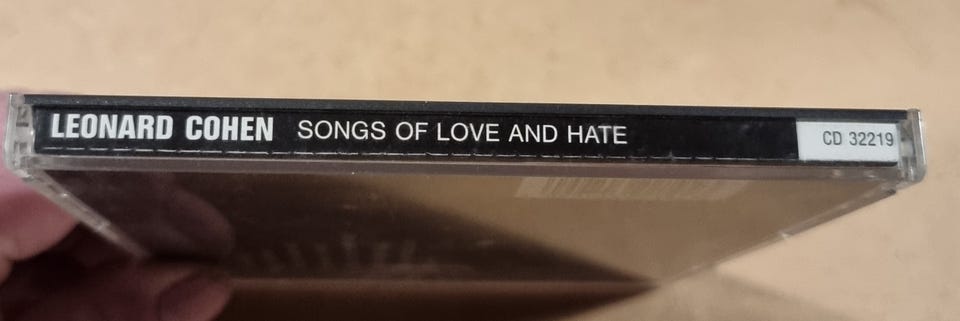 LEONARD COHEN SONGS OF LOVE AND HATE CD 32219